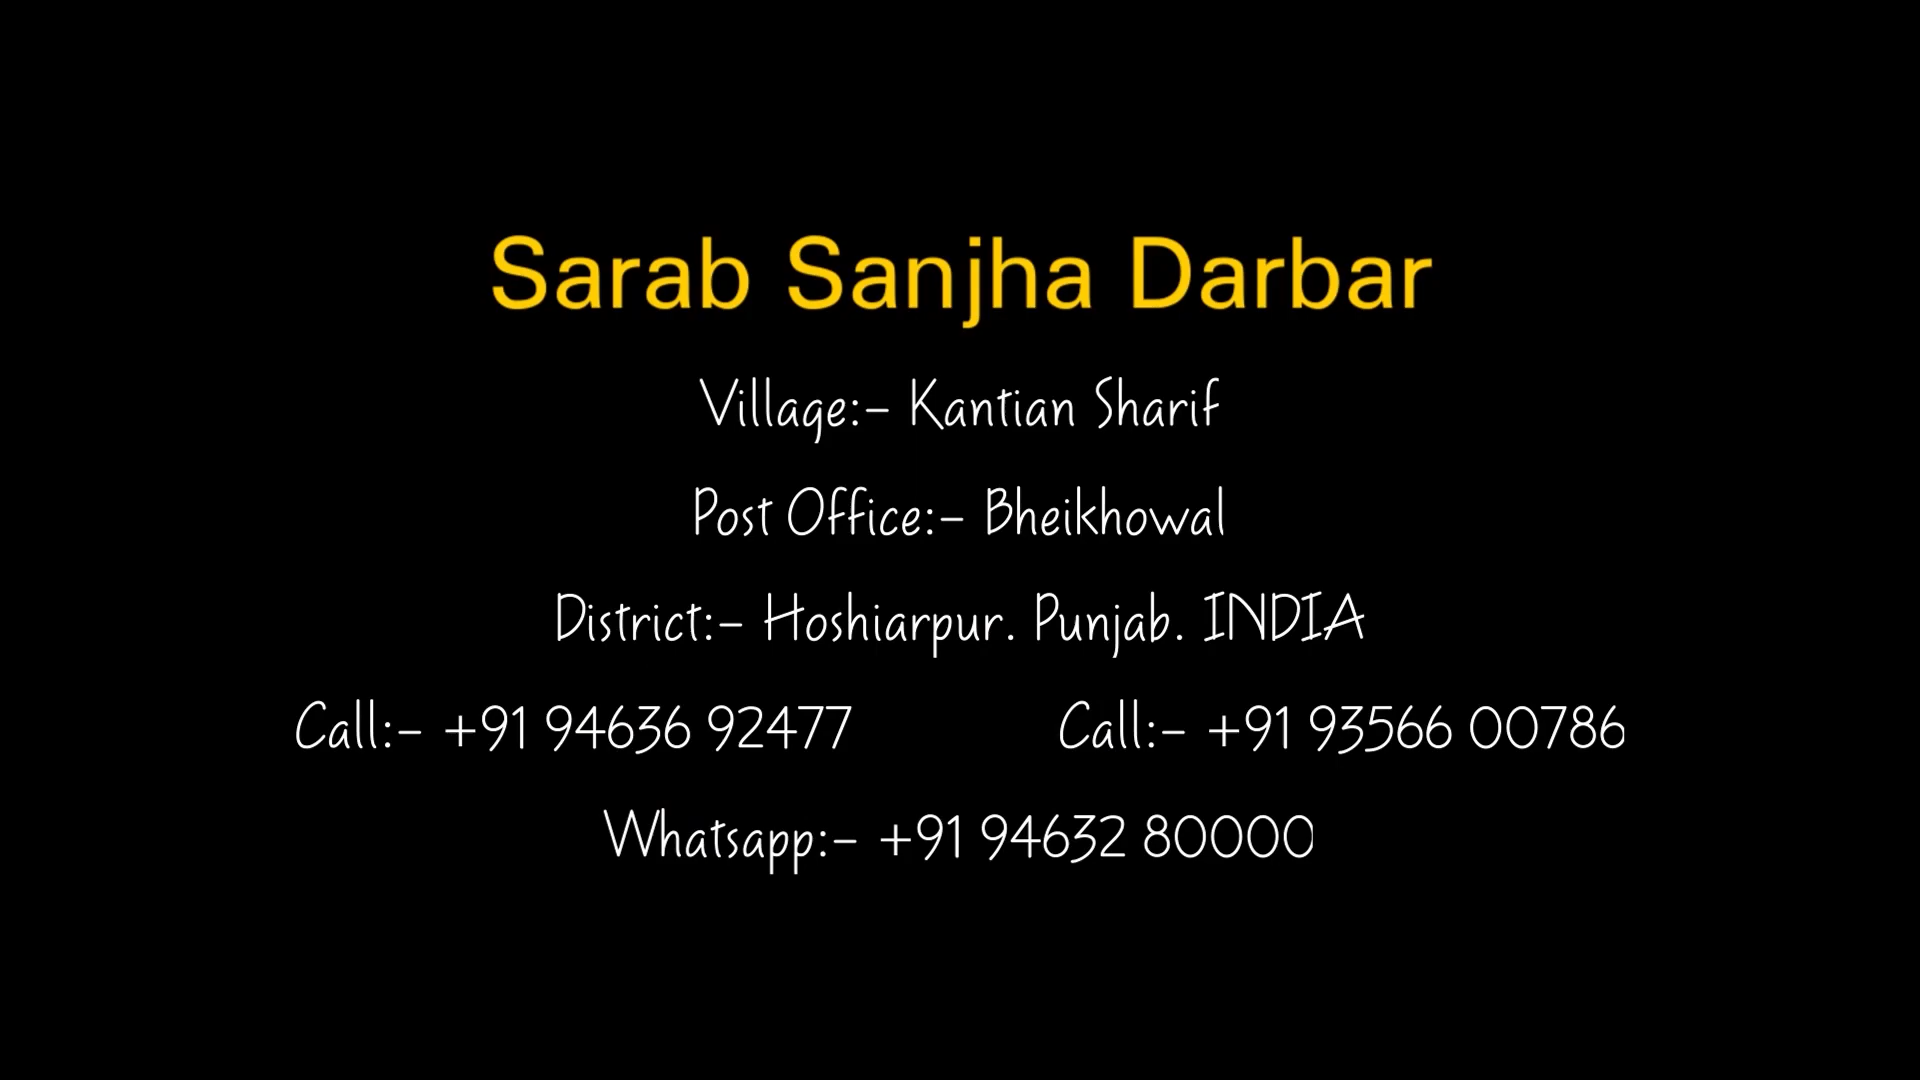 Sarab Sanjha Darbar
Village:- Kantian Sharif
Post Office:- Bheikhowal
District:- Hoshiarpur. Punjab. INDIA
Call:- +91 94636 92477 Call:- +91 93566 00786
Whatsapp:- +91 94632 80000